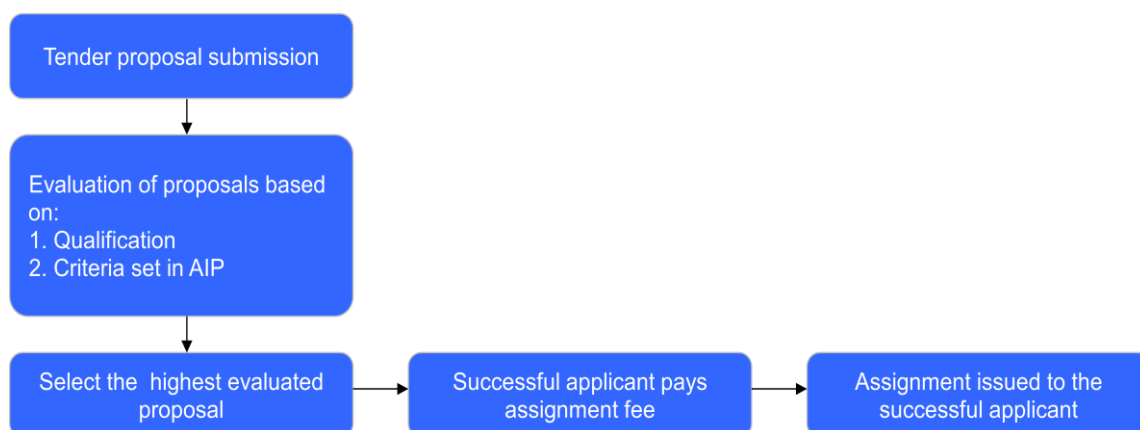 Tender proposal submission
Evaluation of proposals based
on:
1. Qualification
2. Criteria set in AIP
Select the  highest evaluated
proposal
Successful applicant pays
assignment fee
Assignment issued to the
successful applicant